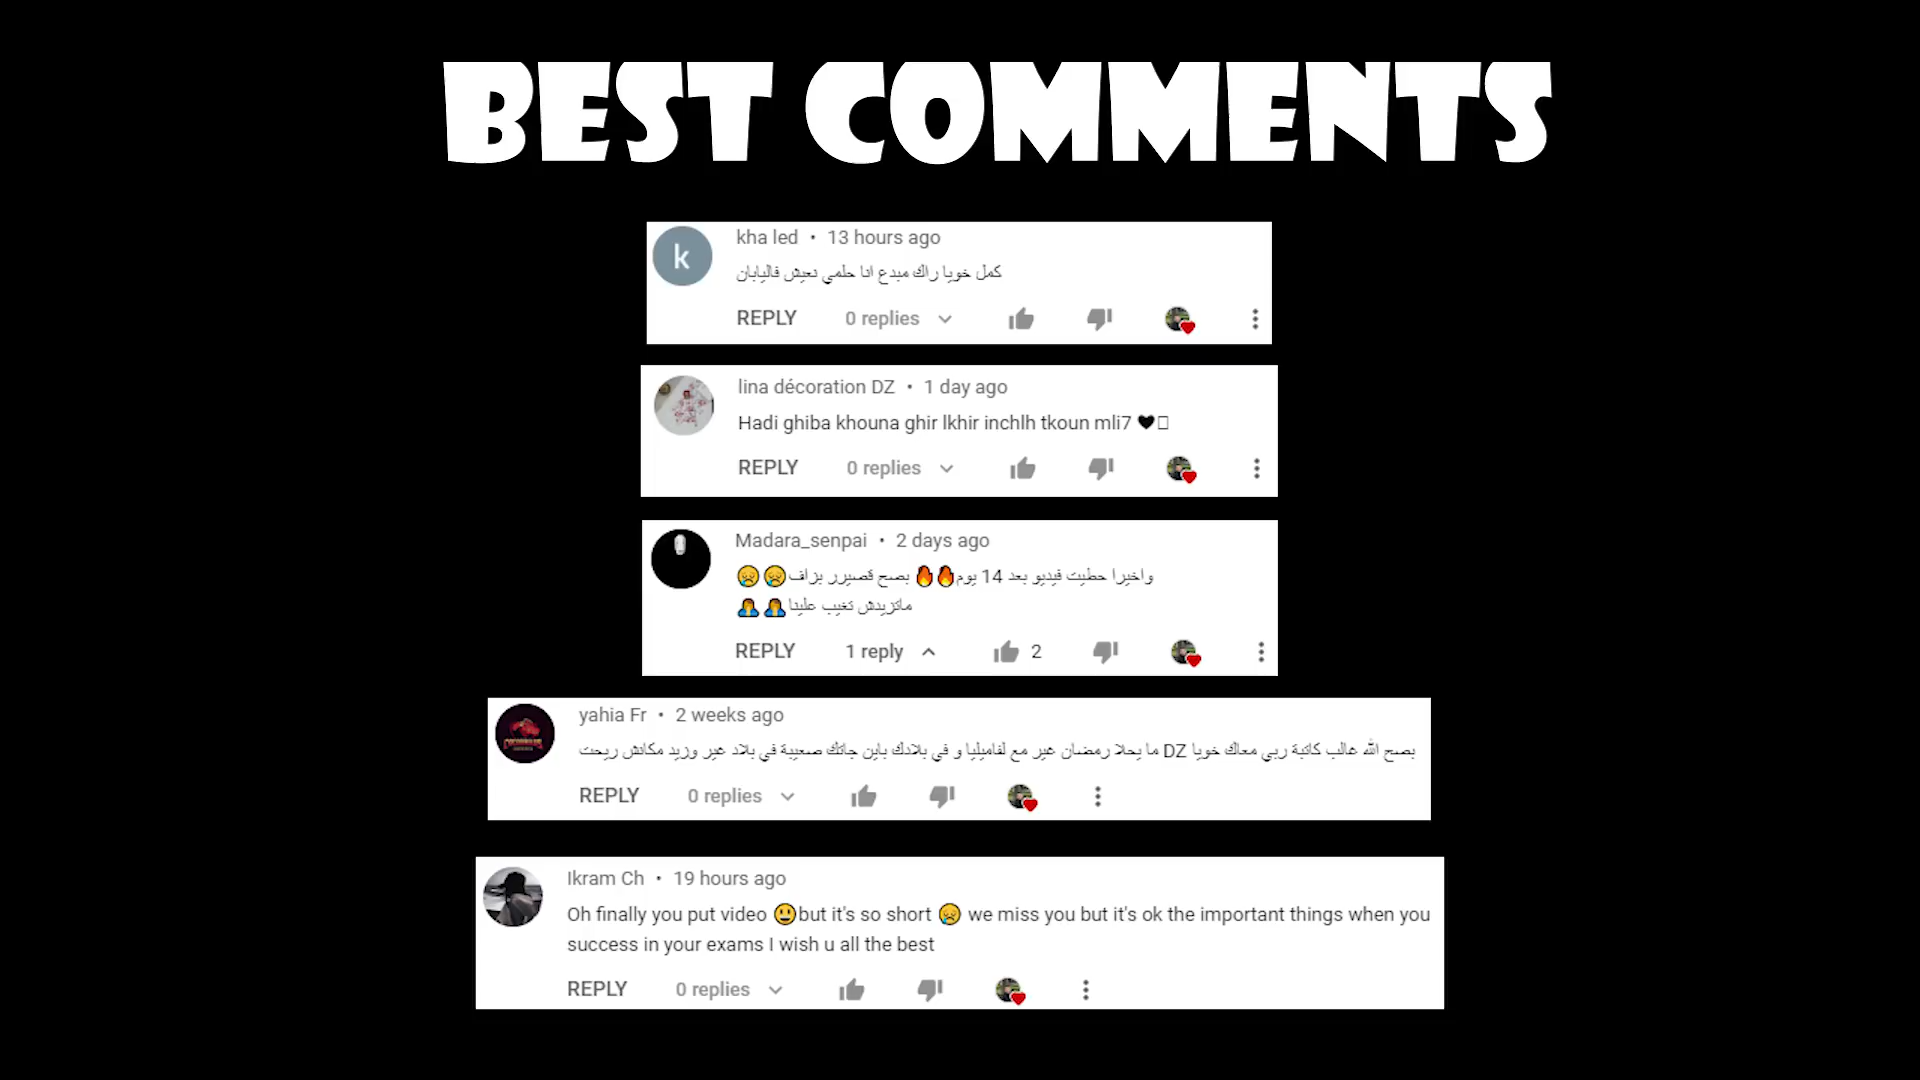 BEST COMMENTS
kha led • 13 hours ago
كمل خويا راك مبدع انا حلمي نعيش فاليابان
REPLY 0 replies
lina décoration DZ • 1 day ago
Hadi ghiba khouna ghir lkhir inchlh tkoun mli7 🖤
REPLY 0 replies
Madara_senpai • 2 days ago
واخيرا حطيت فيديو بعد 14 يوم🔥🔥 بصح قصيرر بزاف😢😢
ماتزيدش تغيب علينا🤦🤦
REPLY 1 reply 2
yahia Fr • 2 weeks ago
بصح الله غالب كاتبة ربي معاك خويا DZ ما يحلا رمضان غير مع لفاميليا و في بلادك باين جاتك صعيبة في بلاد غير وزيد مكانش ريحت
REPLY 0 replies
Ikram Ch • 19 hours ago
Oh finally you put video 😃but it's so short 😢 we miss you but it's ok the important things when you
success in your exams I wish u all the best
REPLY 0 replies